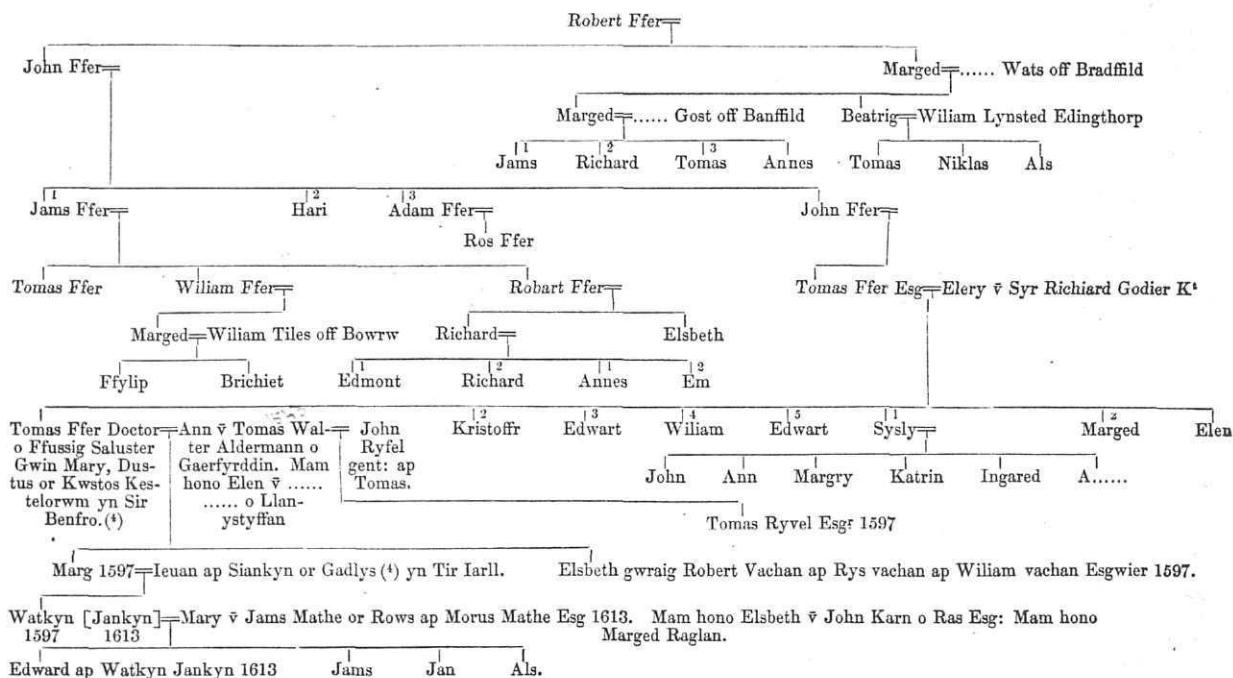 Robert Ffer
John Ffer Marged ...... Wats off Bradffild
Marged ...... Gost off Banffild Beatrig Wiliam Lynsted Edingthorp
1 2 3
Jams Richard Tomas Annes Tomas Niklas Als
1 2 3
Jams Ffer Hari Adam Ffer John Ffer
Ros Ffer
Tomas Ffer Wiliam Ffer Robart Ffer Tomas Ffer Esg Elery v̄ Syr Richiard Godier Kᵗ
Marged Wiliam Tiles off Bowrw Richard Elsbeth
1 2 1 2
Ffylip Brichiet Edmont Richard Annes Em
2 3 4 5 1 2
Tomas Ffer Doctor Ann v̄ Tomas Wal- John Kristoffr Edwart Wiliam Edwart Sysly Marged Elen
o Ffussig Saluster ter Aldermann o Ryfel
Gwin Mary, Dus- Gaerfyrddin. Mam gent: ap
tus or Kwstos Kes- hono Elen v̄ ...... Tomas. John Ann Margry Katrin Ingared A......
telorwm yn Sir ...... o Llan-
Benfro.(⁴) ystyffan
Tomas Ryvel Esgr 1597
Marg 1597 Ieuan ap Siankyn or Gadlys (⁴) yn Tir Iarll. Elsbeth gwraig Robert Vachan ap Rys vachan ap Wiliam vachan Esgwier 1597.
Watkyn [Jankyn] Mary v̄ Jams Mathe or Rows ap Morus Mathe Esg 1613. Mam hono Elsbeth v̄ John Karn o Ras Esg: Mam hono
1597 1613 Marged Raglan.
Edward ap Watkyn Jankyn 1613 Jams Jan Als.